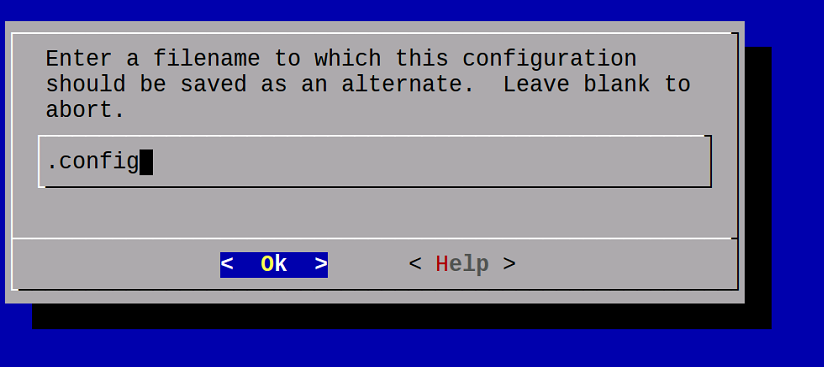 Enter a filename to which this configuration
should be saved as an alternate.  Leave blank to
abort.
.config
<  Ok  >
< Help >